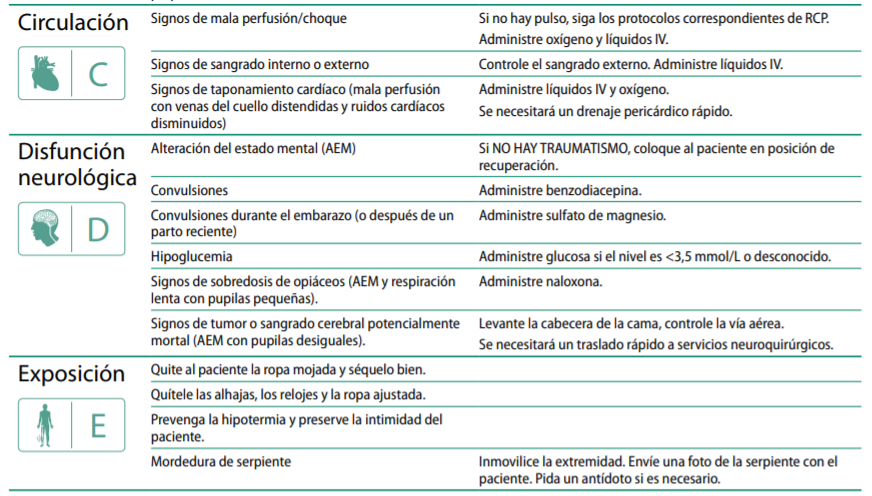 Circulación
C
Signos de mala perfusión/choque
Si no hay pulso, siga los protocolos correspondientes de RCP.
Administre oxígeno y líquidos IV.
Signos de sangrado interno o externo
Controle el sangrado externo. Administre líquidos IV.
Signos de taponamiento cardíaco (mala perfusión
con venas del cuello distendidas y ruidos cardíacos
disminuidos)
Administre líquidos IV y oxígeno.
Se necesitará un drenaje pericárdico rápido.
Disfunción
neurológica
D
Alteración del estado mental (AEM)
Si NO HAY TRAUMATISMO, coloque al paciente en posición de
recuperación.
Convulsiones
Administre benzodiacepina.
Convulsiones durante el embarazo (o después de un
parto reciente)
Administre sulfato de magnesio.
Hipoglucemia
Administre glucosa si el nivel es <3,5 mmol/L o desconocido.
Signos de sobredosis de opiáceos (AEM y respiración
lenta con pupilas pequeñas).
Administre naloxona.
Signos de tumor o sangrado cerebral potencialmente
mortal (AEM con pupilas desiguales).
Levante la cabecera de la cama, controle la vía aérea.
Se necesitará un traslado rápido a servicios neuroquirúrgicos.
Exposición
E
Quite al paciente la ropa mojada y séquelo bien.
Quítele las alhajas, los relojes y la ropa ajustada.
Prevenga la hipotermia y preserve la intimidad del
paciente.
Mordedura de serpiente
Inmovilice la extremidad. Envíe una foto de la serpiente con el
paciente. Pida un antídoto si es necesario.